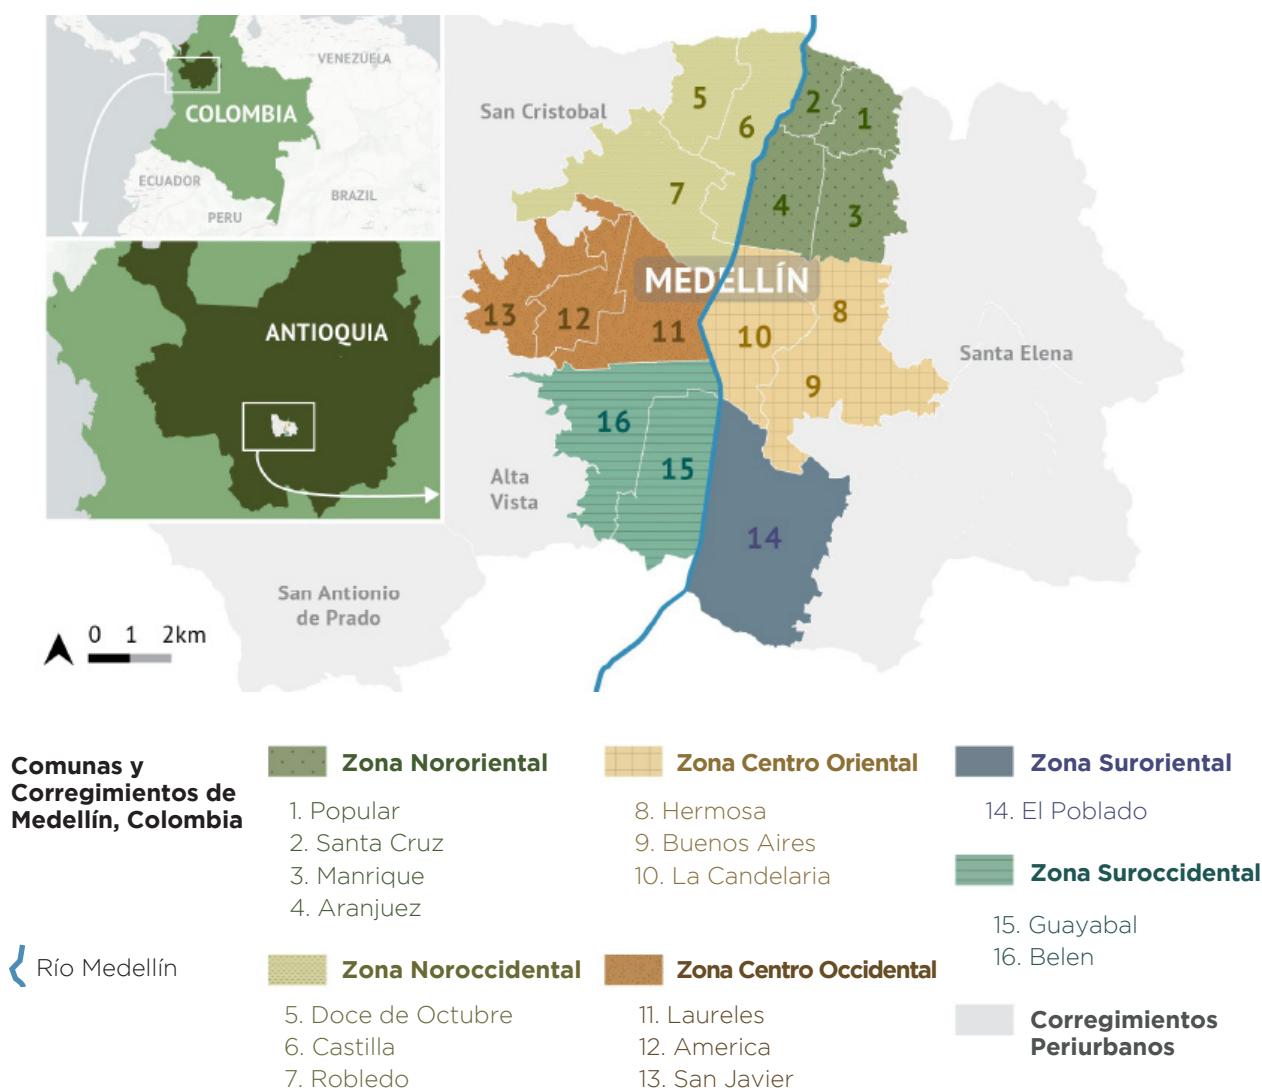 VENEZUELA
COLOMBIA
ECUADOR
PERU
BRAZIL
ANTIOQUIA
San Cristobal
5
6
2
1
7
4
3
MEDELLÍN
13
12
11
10
8
9
Santa Elena
16
15
14
Alta
Vista
San Antionio
de Prado
0 1 2km
Comunas y
Corregimientos de
Medellín, Colombia
Río Medellín
Zona Nororiental
1. Popular
2. Santa Cruz
3. Manrique
4. Aranjuez
Zona Noroccidental
5. Doce de Octubre
6. Castilla
7. Robledo
Zona Centro Oriental
8. Hermosa
9. Buenos Aires
10. La Candelaria
Zona Centro Occidental
11. Laureles
12. America
13. San Javier
Zona Suroriental
14. El Poblado
Zona Suroccidental
15. Guayabal
16. Belen
Corregimientos
Periurbanos